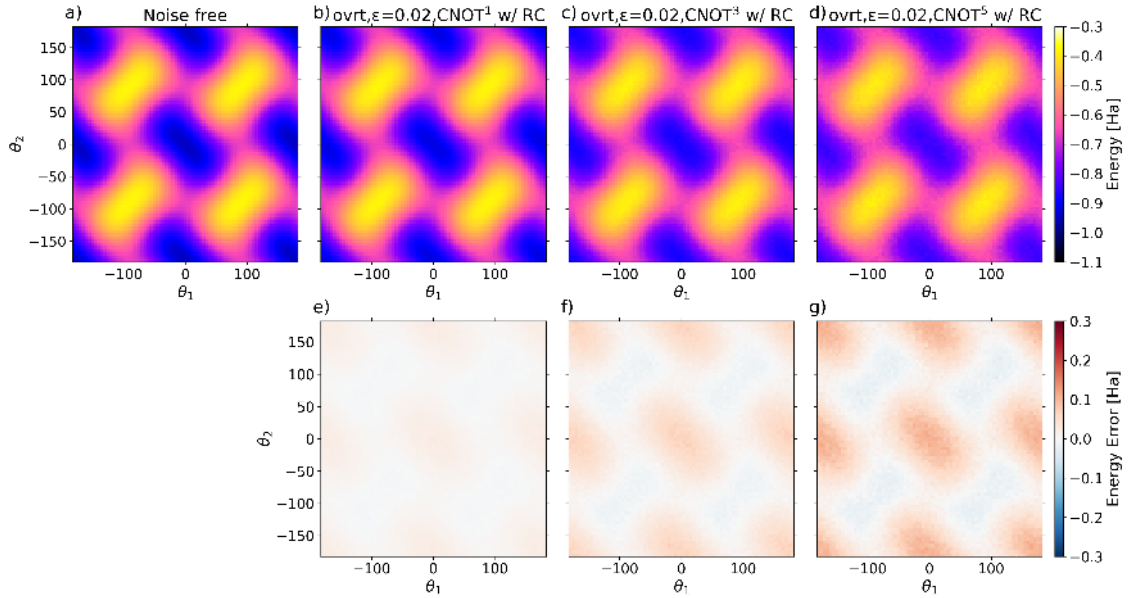 a) Noise free
b) ovrt,ε=0.02,CNOT¹ w/ RC
c) ovrt,ε=0.02,CNOT³ w/ RC
d) ovrt,ε=0.02,CNOT⁵ w/ RC
150
100
50
0
−50
−100
−150
θ₂
−100 0 100
θ₁
−100 0 100
θ₁
−100 0 100
θ₁
−100 0 100
θ₁
−0.3
−0.4
−0.5
−0.6
−0.7
−0.8
−0.9
−1.0
−1.1
Energy [Ha]
e)
f)
g)
150
100
50
0
−50
−100
−150
θ₂
−100 0 100
θ₁
−100 0 100
θ₁
−100 0 100
θ₁
0.3
0.2
0.1
0.0
−0.1
−0.2
−0.3
Energy Error [Ha]